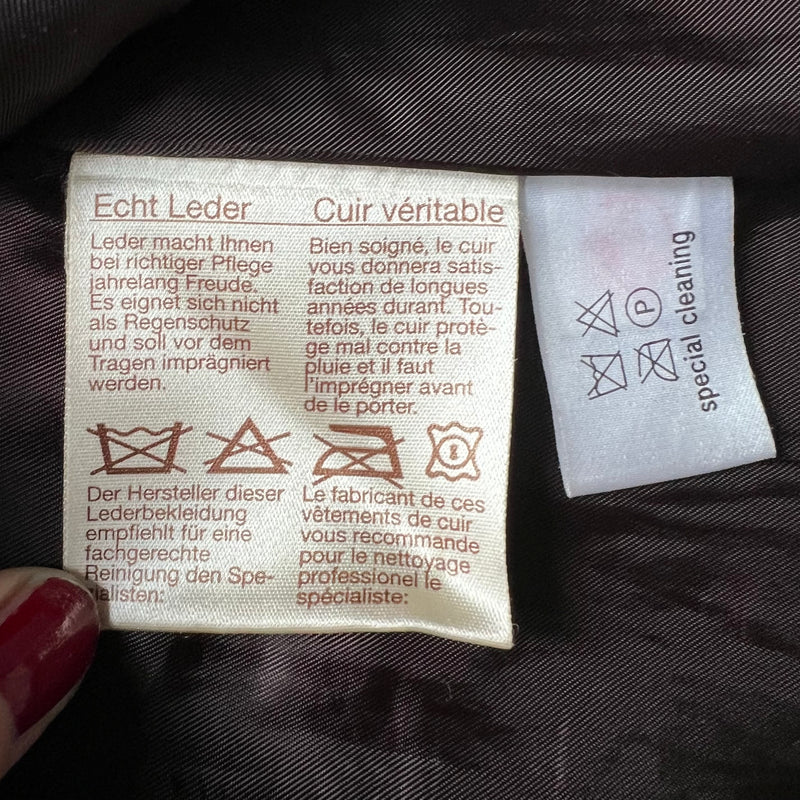 Echt Leder
Leder macht Ihnen
bei richtiger Pflege
jahrelang Freude.
Es eignet sich nicht
als Regenschutz
und soll vor dem
Tragen imprägniert
werden.
Cuir véritable
Bien soigné, le cuir
vous donnera satis-
faction de longues
années durant. Tou-
tefois, le cuir protè-
ge mal contre la
pluie et il faut
l'imprégner avant
de le porter.
Der Hersteller dieser
Lederbekleidung
empfiehlt für eine
fachgerechte
Reinigung den Spe-
zialisten:
Le fabricant de ces
vêtements de cuir
vous recommande
pour le nettoyage
professionel le
spécialiste:
P
special cleaning